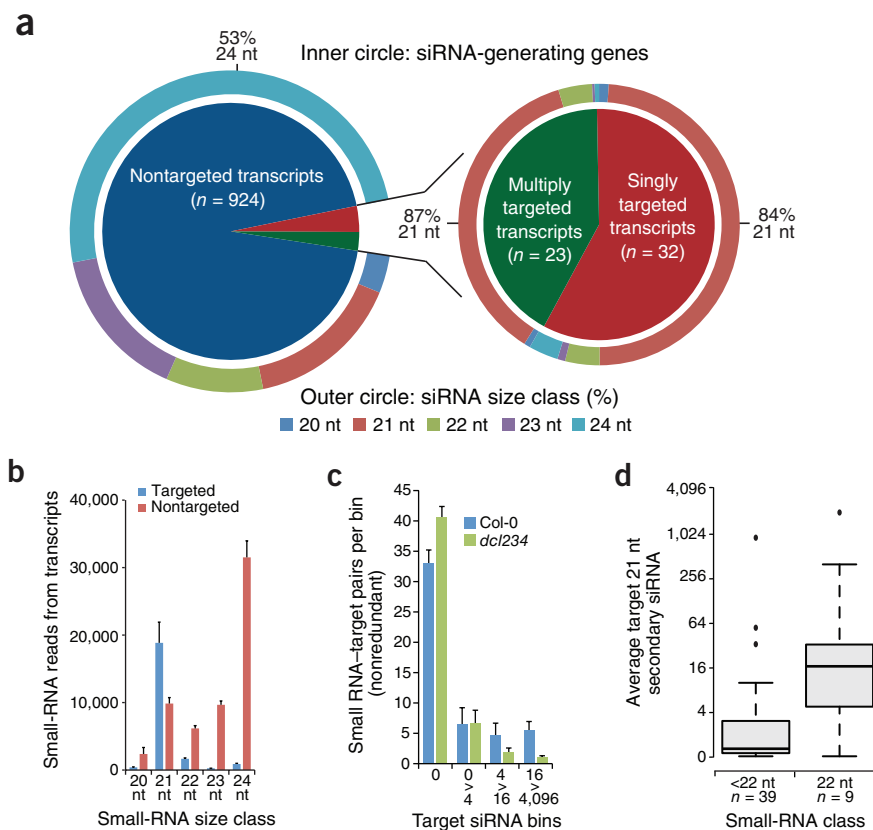 a
53%
24 nt
Inner circle: siRNA-generating genes
Nontargeted transcripts
(n = 924)
87%
21 nt
Multiply
targeted
transcripts
(n = 23)
Singly
targeted
transcripts
(n = 32)
84%
21 nt
Outer circle: siRNA size class (%)
20 nt 21 nt 22 nt 23 nt 24 nt
b
Targeted
Nontargeted
Small-RNA reads from transcripts
40,000
30,000
20,000
10,000
0
20 21 22 23 24
nt nt nt nt nt
Small-RNA size class
c
Col-0
dcl234
Small RNA–target pairs per bin
(nonredundant)
45
40
35
30
25
20
15
10
5
0
0 0 > 4 4 > 16 16 > 4,096
Target siRNA bins
d
Average target 21 nt
secondary siRNA
4,096
1,024
256
64
16
4
0
<22 nt 22 nt
n = 39 n = 9
Small-RNA class